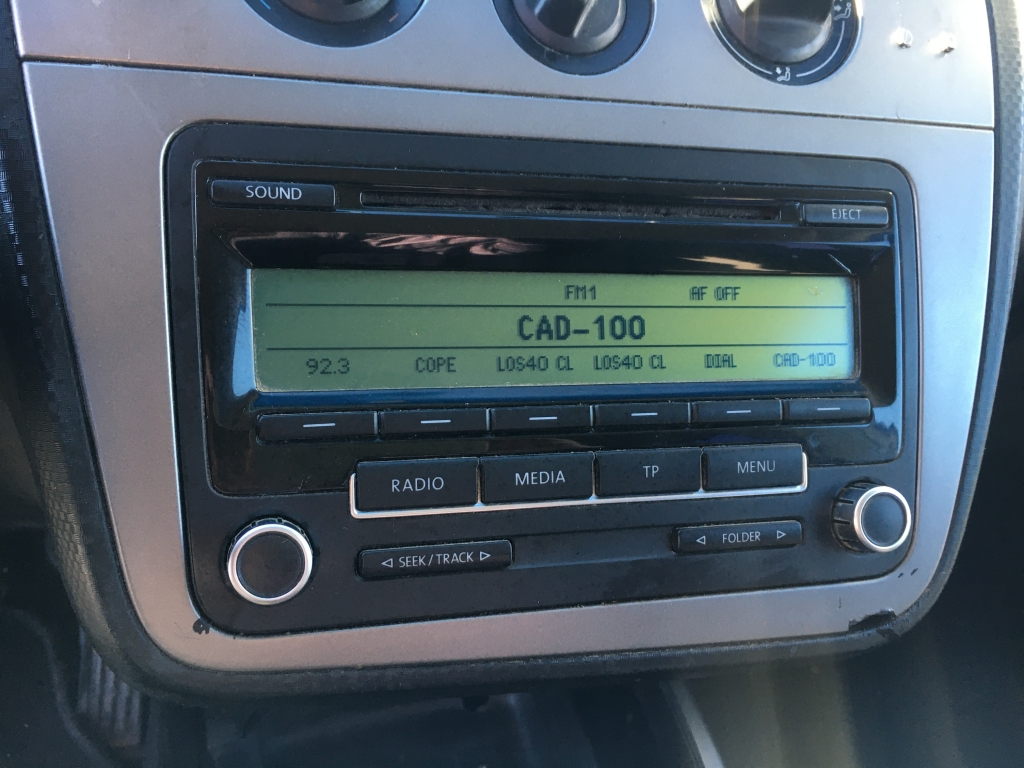 SOUND
EJECT
FM1 AF OFF
CAD-100
92.3 COPE LOS40 CL LOS40 CL DIAL CAD-100
RADIO MEDIA TP MENU
SEEK/TRACK
FOLDER